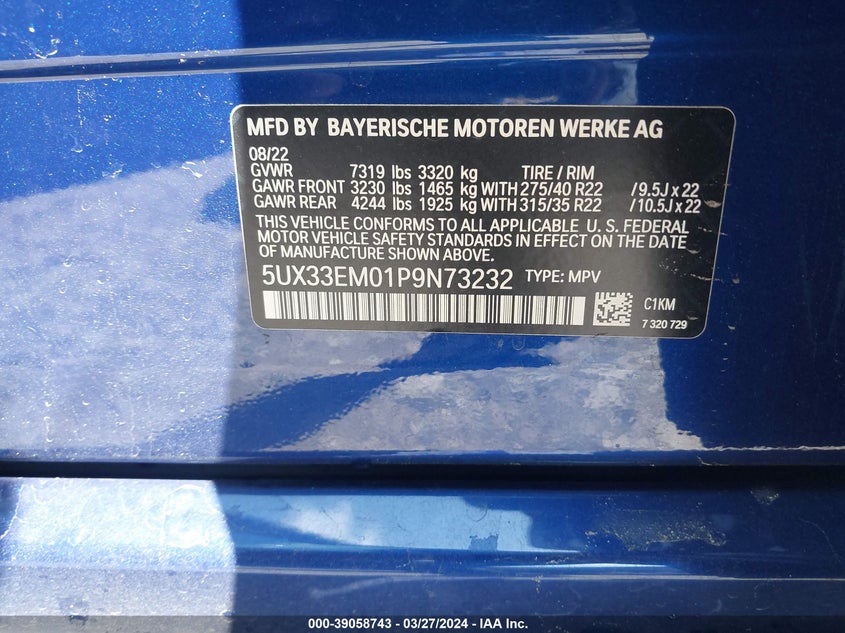 MFD BY BAYERISCHE MOTOREN WERKE AG
08/22
GVWR 7319 lbs 3320 kg TIRE / RIM
GAWR FRONT 3230 lbs 1465 kg WITH 275/40 R22 /9.5J x 22
GAWR REAR 4244 lbs 1925 kg WITH 315/35 R22 /10.5J x 22
THIS VEHICLE CONFORMS TO ALL APPLICABLE U. S. FEDERAL
MOTOR VEHICLE SAFETY STANDARDS IN EFFECT ON THE DATE
OF MANUFACTURE SHOWN ABOVE.
5UX33EM01P9N73232 TYPE: MPV
C1KM
7 320 729
000-39058743 - 03/27/2024 - IAA Inc.